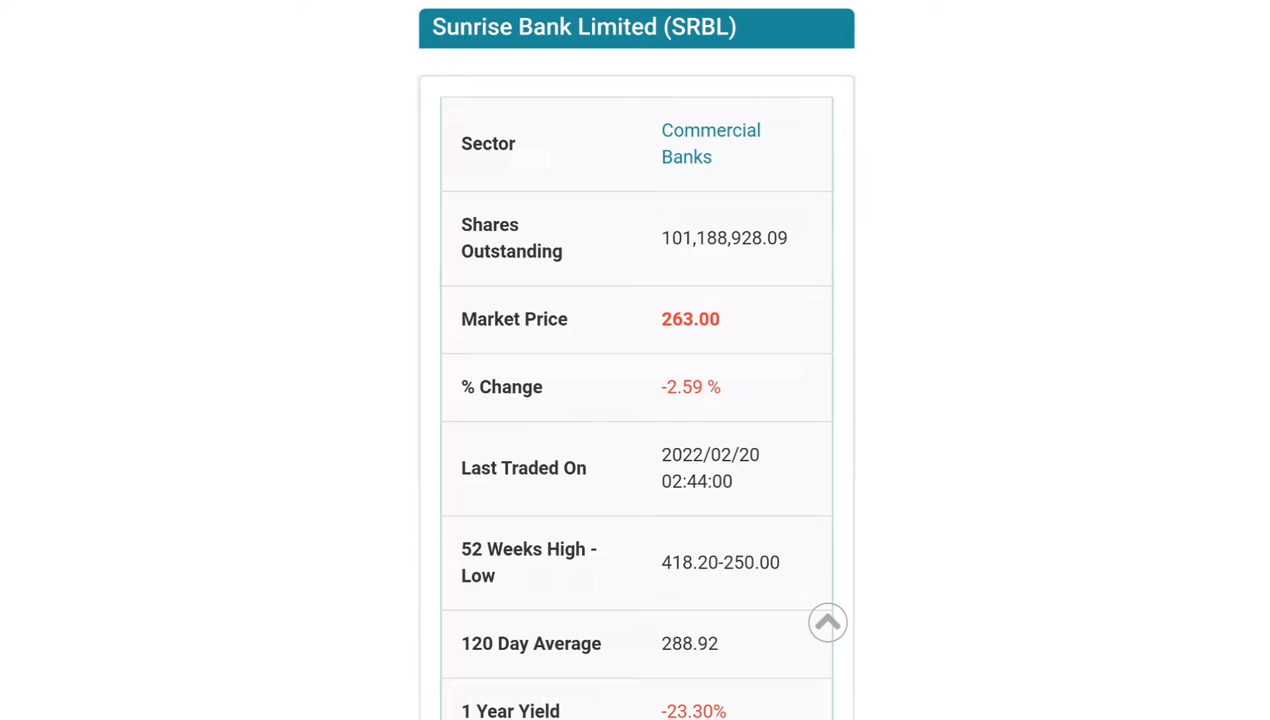 Sunrise Bank Limited (SRBL)
Sector
Commercial
Banks
Shares
Outstanding
101,188,928.09
Market Price
263.00
% Change
-2.59 %
Last Traded On
2022/02/20
02:44:00
52 Weeks High -
Low
418.20-250.00
120 Day Average
288.92
1 Year Yield
-23.30%